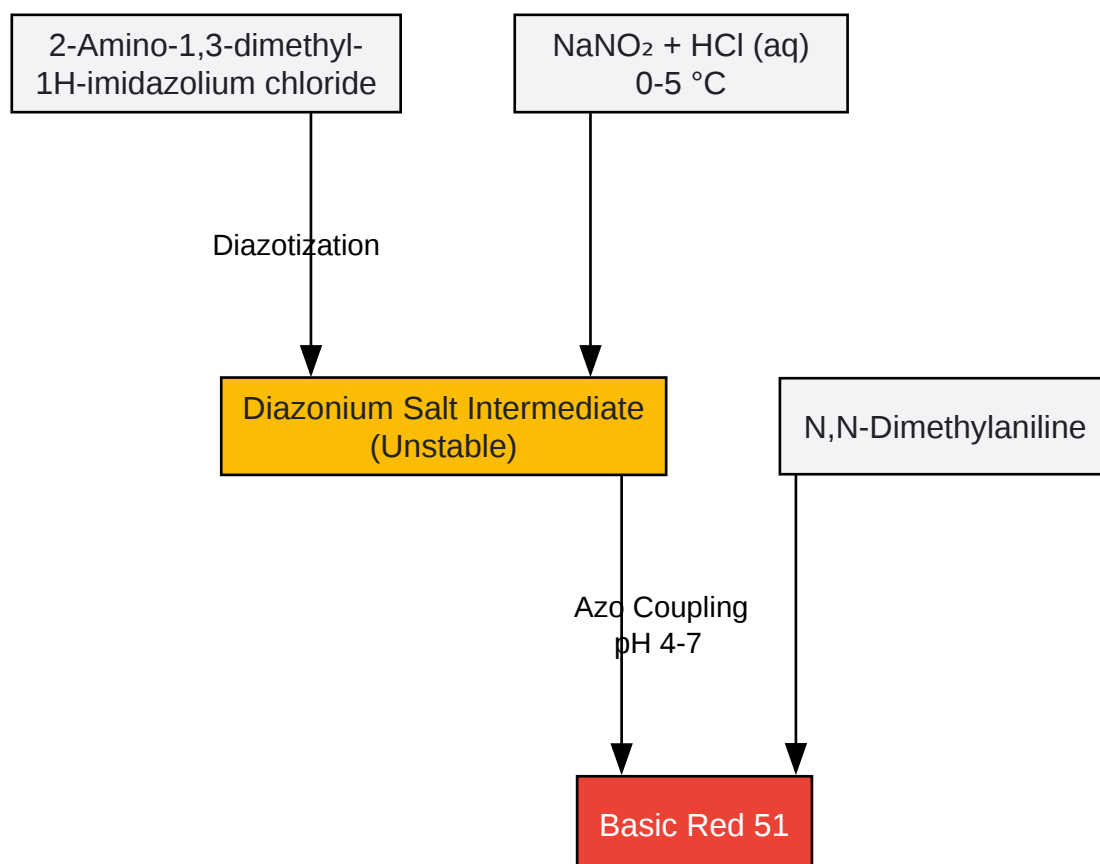 2-Amino-1,3-dimethyl-
1H-imidazolium chloride
NaNO₂ + HCl (aq)
0-5 °C
Diazotization
Diazonium Salt Intermediate
(Unstable)
N,N-Dimethylaniline
Azo Coupling
pH 4-7
Basic Red 51